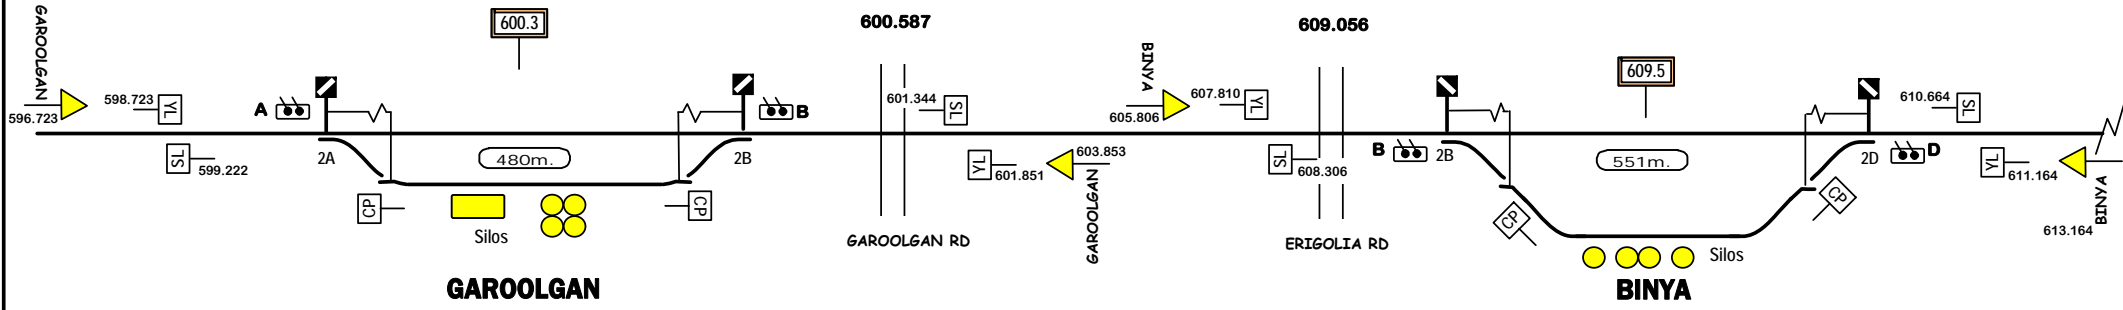 GAROOLGAN
596.723
598.723
YL
SL
599.222
A
2A
600.3
480m.
CP
Silos
CP
2B
B
GAROOLGAN
600.587
GAROOLGAN RD
601.344
SL
YL
601.851
603.853
GAROOLGAN
BINYA
605.806
607.810
YL
SL
608.306
609.056
ERIGOLIA RD
B
2B
609.5
551m.
CP
CP
Silos
BINYA
2D
D
610.664
SL
YL
611.164
BINYA
613.164